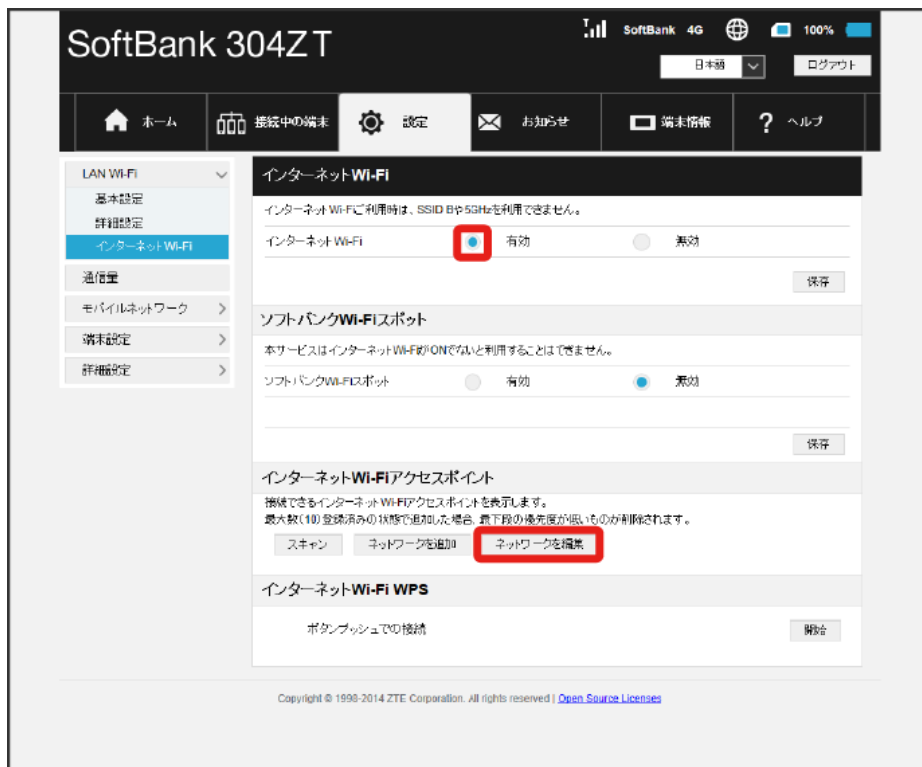 SoftBank 304ZT
SoftBank 4G 100%
日本語 ログアウト
ホーム 接続中の端末 設定 お知らせ 端末情報 ? ヘルプ
LAN Wi-Fi
基本設定
詳細設定
インターネットWi-Fi
通信量
モバイルネットワーク
端末設定
詳細設定
インターネットWi-Fi
インターネットWi-Fiご利用時は、SSID Bや5GHzを利用できません。
インターネットWi-Fi 有効 無効
保存
ソフトバンクWi-Fiスポット
本サービスはインターネットWi-FiがONでないと利用することはできません。
ソフトバンクWi-Fiスポット 有効 無効
保存
インターネットWi-Fiアクセスポイント
接続できるインターネットWi-Fiアクセスポイントを表示します。
最大数(10)登録済みの状態で追加した場合、最下段の優先度が低いものが削除されます。
スキャン ネットワークを追加 ネットワークを編集
インターネットWi-Fi WPS
ボタンプッシュでの接続 開始
Copyright © 1998-2014 ZTE Corporation. All rights reserved | Open Source Licenses